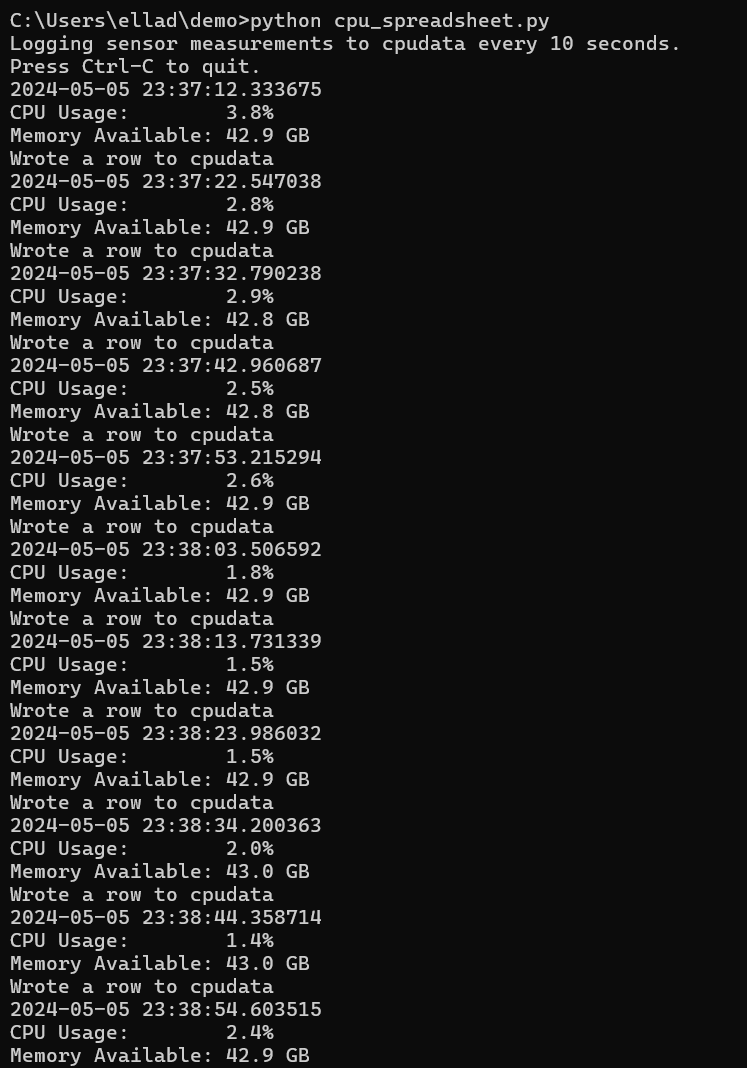 C:\Users\ellad\demo>python cpu_spreadsheet.py
Logging sensor measurements to cpudata every 10 seconds.
Press Ctrl-C to quit.
2024-05-05 23:37:12.333675
CPU Usage:        3.8%
Memory Available: 42.9 GB
Wrote a row to cpudata
2024-05-05 23:37:22.547038
CPU Usage:        2.8%
Memory Available: 42.9 GB
Wrote a row to cpudata
2024-05-05 23:37:32.790238
CPU Usage:        2.9%
Memory Available: 42.8 GB
Wrote a row to cpudata
2024-05-05 23:37:42.960687
CPU Usage:        2.5%
Memory Available: 42.8 GB
Wrote a row to cpudata
2024-05-05 23:37:53.215294
CPU Usage:        2.6%
Memory Available: 42.9 GB
Wrote a row to cpudata
2024-05-05 23:38:03.506592
CPU Usage:        1.8%
Memory Available: 42.9 GB
Wrote a row to cpudata
2024-05-05 23:38:13.731339
CPU Usage:        1.5%
Memory Available: 42.9 GB
Wrote a row to cpudata
2024-05-05 23:38:23.986032
CPU Usage:        1.5%
Memory Available: 42.9 GB
Wrote a row to cpudata
2024-05-05 23:38:34.200363
CPU Usage:        2.0%
Memory Available: 43.0 GB
Wrote a row to cpudata
2024-05-05 23:38:44.358714
CPU Usage:        1.4%
Memory Available: 43.0 GB
Wrote a row to cpudata
2024-05-05 23:38:54.603515
CPU Usage:        2.4%
Memory Available: 42.9 GB